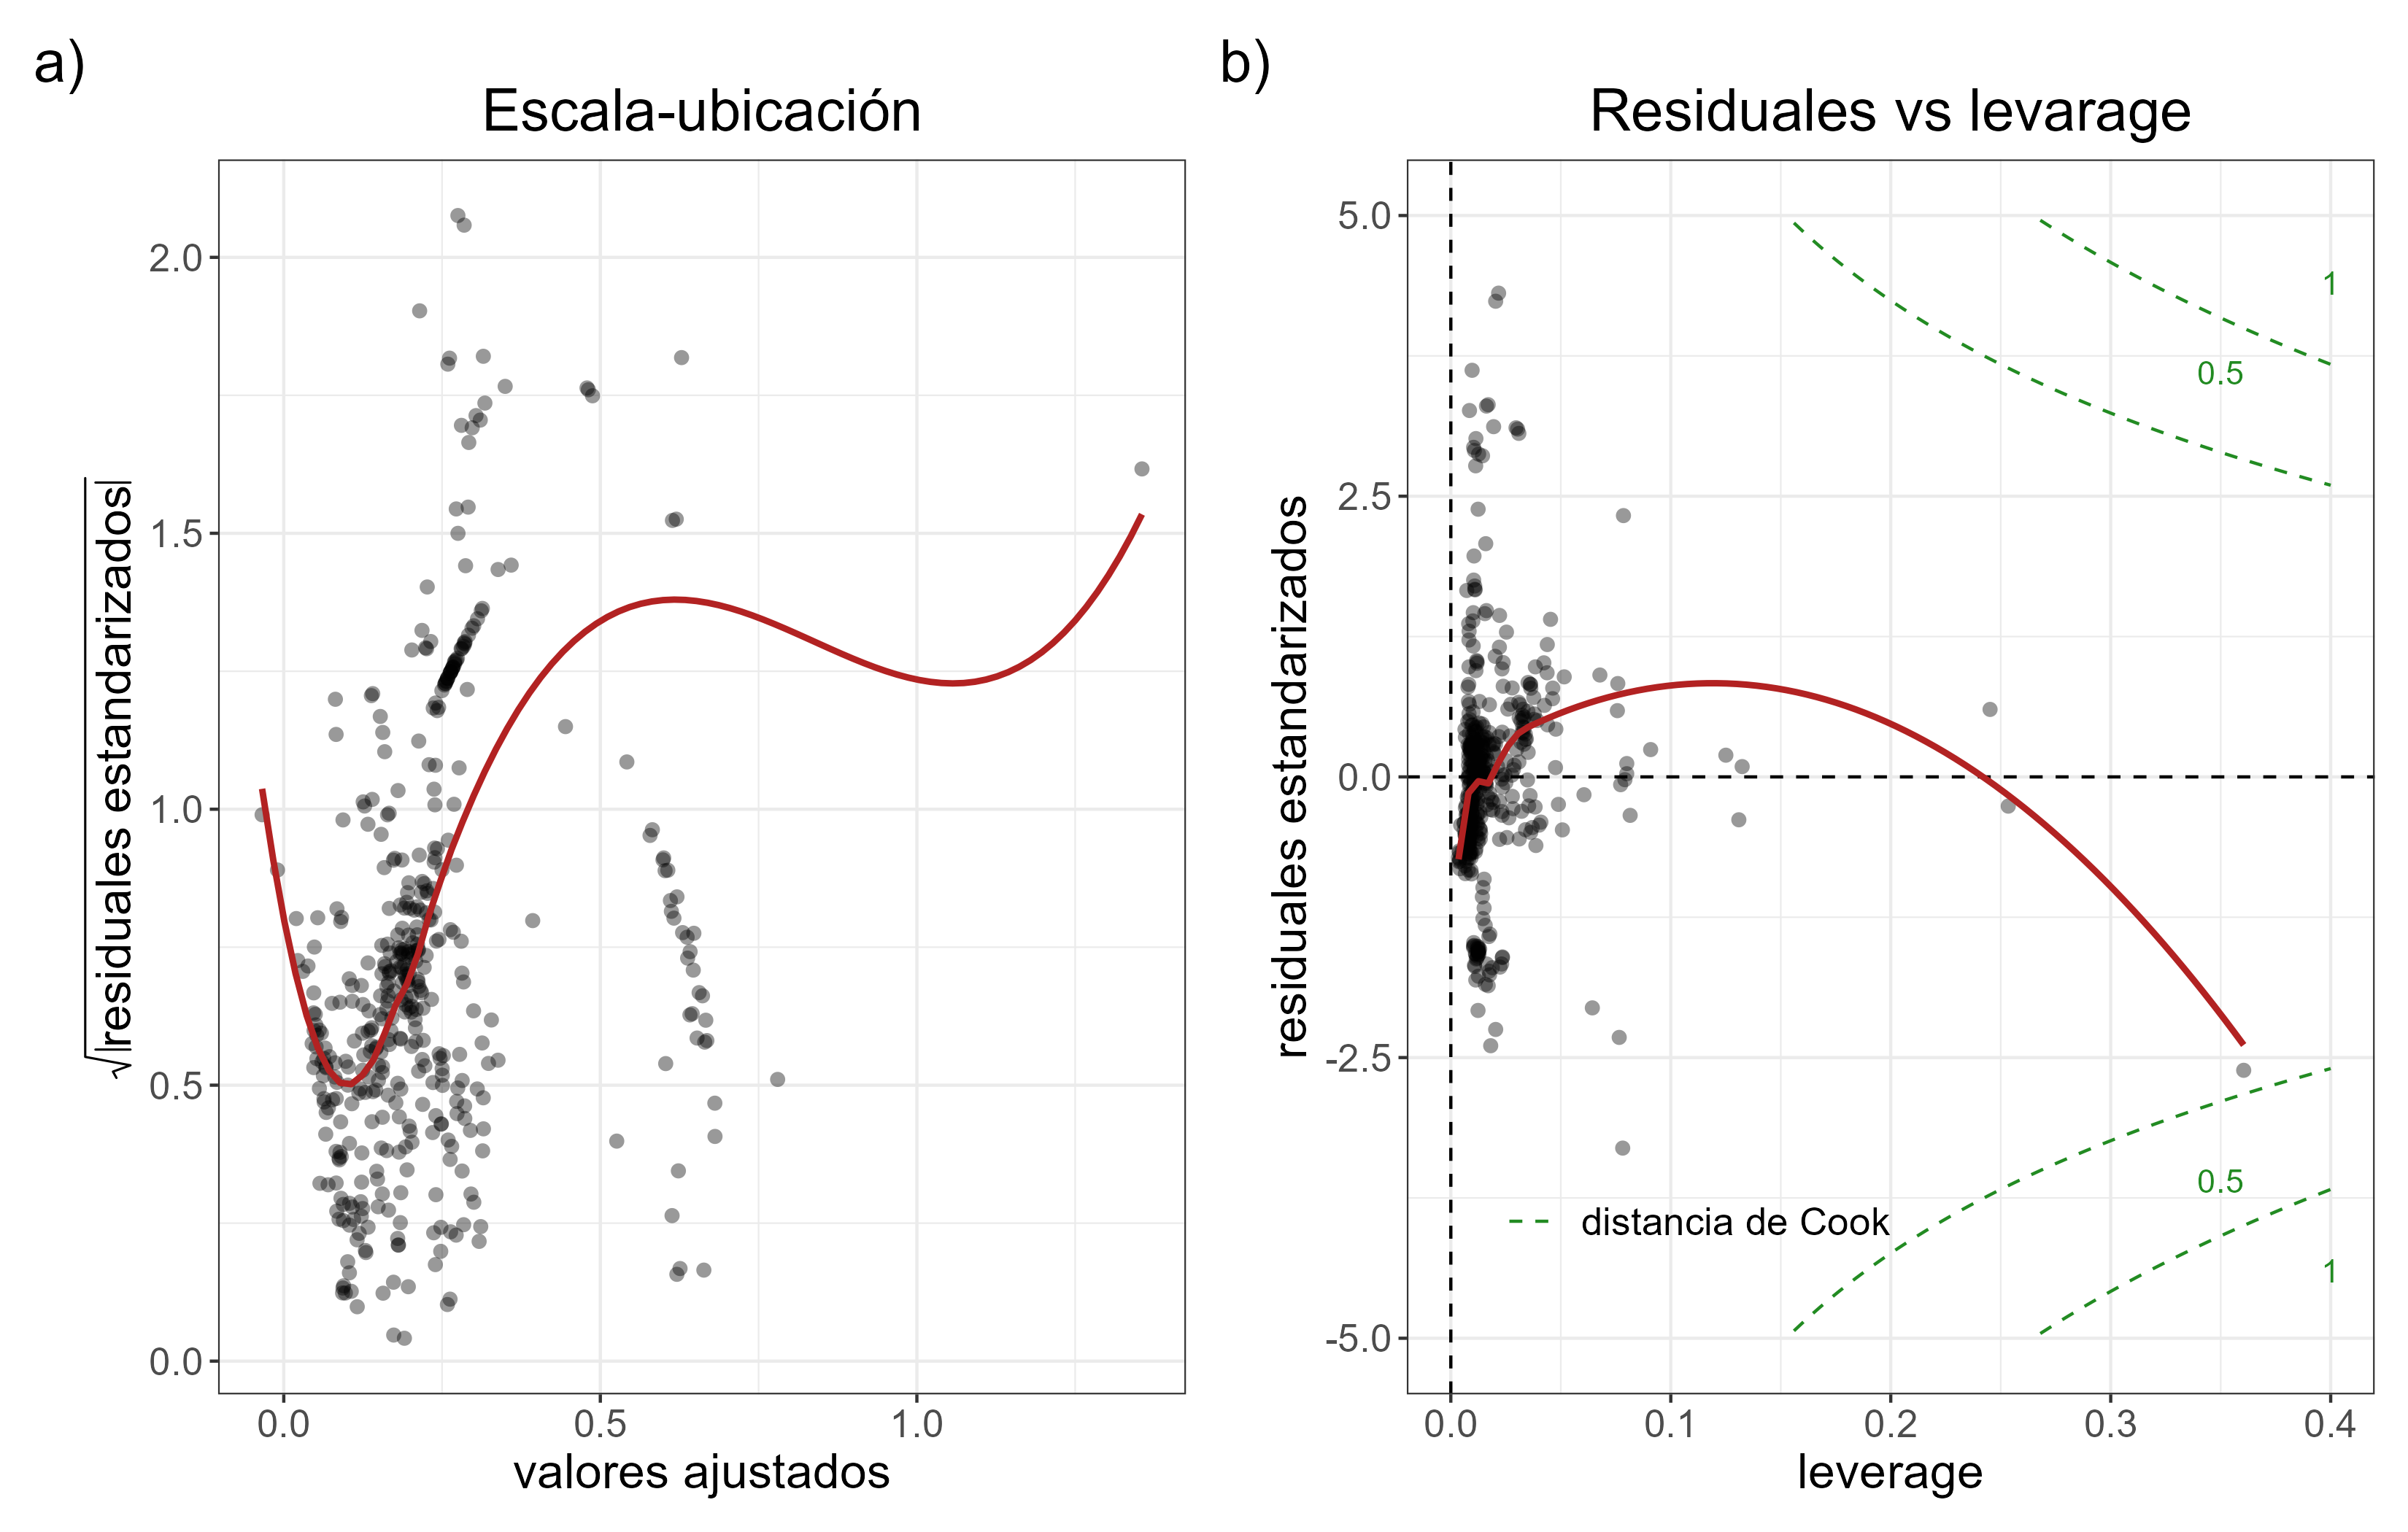 a)
Escala-ubicación
√|residuales estandarizados|
2.0
1.5
1.0
0.5
0.0
0.0 0.5 1.0
valores ajustados
b)
Residuales vs levarage
residuales estandarizados
5.0
2.5
0.0
-2.5
-5.0
1
0.5
0.5
1
distancia de Cook
0.0 0.1 0.2 0.3 0.4
leverage